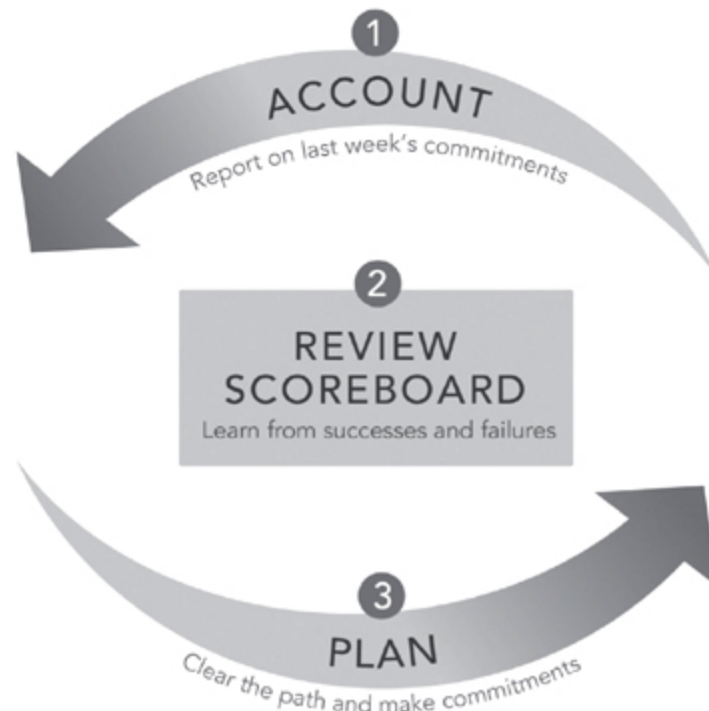 1
ACCOUNT
Report on last week's commitments
2
REVIEW
SCOREBOARD
Learn from successes and failures
3
PLAN
Clear the path and make commitments